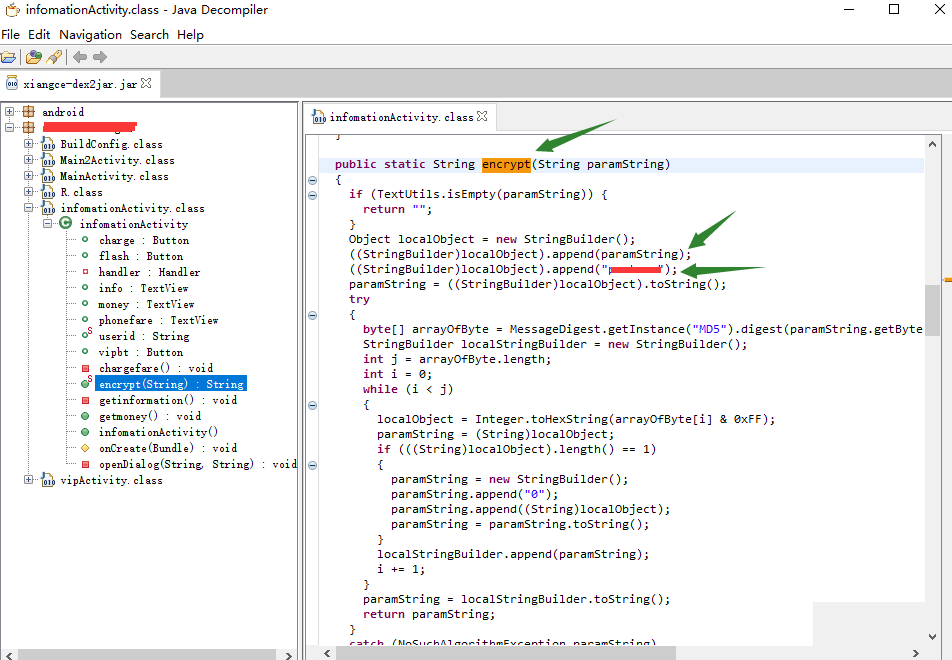 infomationActivity.class - Java Decompiler
File Edit Navigation Search Help
xiangce-dex2jar.jar
android
BuildConfig.class
Main2Activity.class
MainActivity.class
R.class
infomationActivity.class
infomationActivity
charge : Button
flash : Button
handler : Handler
info : TextView
money : TextView
phonefare : TextView
userid : String
vipbt : Button
chargefare() : void
encrypt(String) : String
getinformation() : void
getmoney() : void
infomationActivity()
onCreate(Bundle) : void
openDialog(String, String) : void
vipActivity.class
infomationActivity.class
}
public static String encrypt(String paramString)
{
if (TextUtils.isEmpty(paramString)) {
return "";
}
Object localObject = new StringBuilder();
((StringBuilder)localObject).append(paramString);
((StringBuilder)localObject).append("");
paramString = ((StringBuilder)localObject).toString();
try
{
byte[] arrayOfByte = MessageDigest.getInstance("MD5").digest(paramString.getByte
StringBuilder localStringBuilder = new StringBuilder();
int j = arrayOfByte.length;
int i = 0;
while (i < j)
{
localObject = Integer.toHexString(arrayOfByte[i] & 0xFF);
paramString = (String)localObject;
if (((String)localObject).length() == 1)
{
paramString = new StringBuilder();
paramString.append("0");
paramString.append((String)localObject);
paramString = paramString.toString();
}
localStringBuilder.append(paramString);
i += 1;
}
paramString = localStringBuilder.toString();
return paramString;
}
catch (NoSuchAlgorithmException paramString)